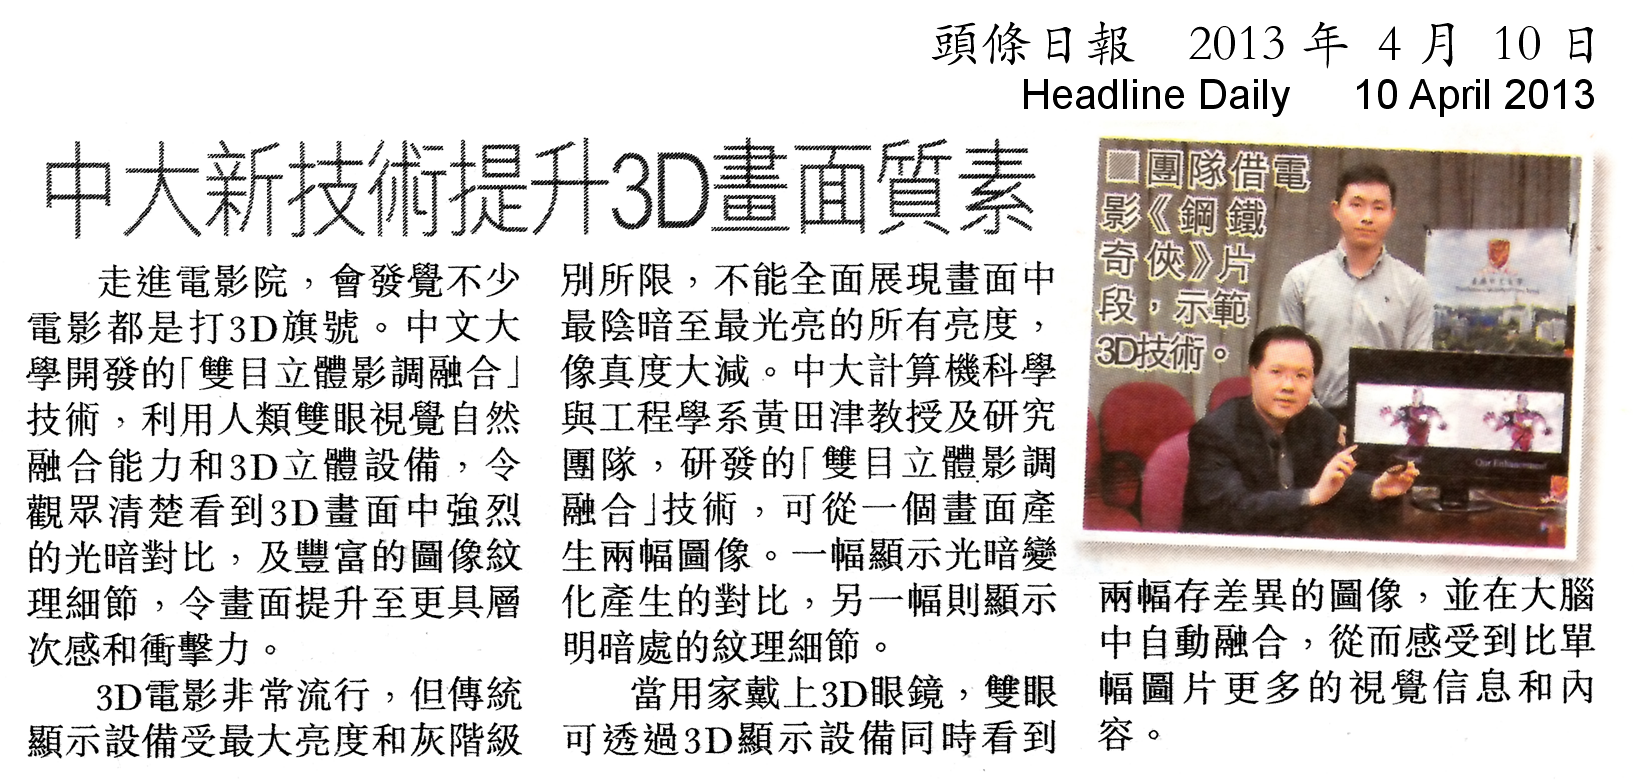 頭條日報 2013 年 4 月 10 日
Headline Daily 10 April 2013
中大新技術提升3D畫面質素
走進電影院，會發覺不少
電影都是打3D旗號。中文大
學開發的「雙目立體影調融合」
技術，利用人類雙眼視覺自然
融合能力和3D立體設備，令
觀眾清楚看到3D畫面中強烈
的光暗對比，及豐富的圖像紋
理細節，令畫面提升至更具層
次感和衝擊力。
3D電影非常流行，但傳統
顯示設備受最大亮度和灰階級
別所限，不能全面展現畫面中
最陰暗至最光亮的所有亮度，
像真度大減。中大計算機科學
與工程學系黃田津教授及研究
團隊，研發的「雙目立體影調
融合」技術，可從一個畫面產
生兩幅圖像。一幅顯示光暗變
化產生的對比，另一幅則顯示
明暗處的紋理細節。
當用家戴上3D眼鏡，雙眼
可透過3D顯示設備同時看到
兩幅存差異的圖像，並在大腦
中自動融合，從而感受到比單
幅圖片更多的視覺信息和內
容。
■團隊借電
影《鋼鐵
奇俠》片
段，示範
3D技術。
香港中文大學
Our Enhancement